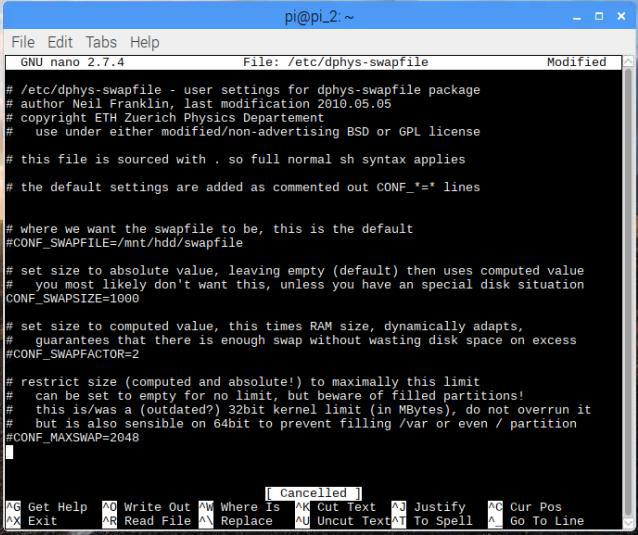 pi@pi_2: ~
File Edit Tabs Help
GNU nano 2.7.4 File: /etc/dphys-swapfile Modified
# /etc/dphys-swapfile - user settings for dphys-swapfile package
# author Neil Franklin, last modification 2010.05.05
# copyright ETH Zuerich Physics Departement
#   use under either modified/non-advertising BSD or GPL license
# this file is sourced with . so full normal sh syntax applies
# the default settings are added as commented out CONF_*=* lines
# where we want the swapfile to be, this is the default
#CONF_SWAPFILE=/mnt/hdd/swapfile
# set size to absolute value, leaving empty (default) then uses computed value
#   you most likely don't want this, unless you have an special disk situation
CONF_SWAPSIZE=1000
# set size to computed value, this times RAM size, dynamically adapts,
#   guarantees that there is enough swap without wasting disk space on excess
#CONF_SWAPFACTOR=2
# restrict size (computed and absolute!) to maximally this limit
#   can be set to empty for no limit, but beware of filled partitions!
#   this is/was a (outdated?) 32bit kernel limit (in MBytes), do not overrun it
#   but is also sensible on 64bit to prevent filling /var or even / partition
#CONF_MAXSWAP=2048
[ Cancelled ]
^G Get Help ^O Write Out ^W Where Is ^K Cut Text ^J Justify ^C Cur Pos
^X Exit ^R Read File ^\ Replace ^U Uncut Text ^T To Spell ^_ Go To Line